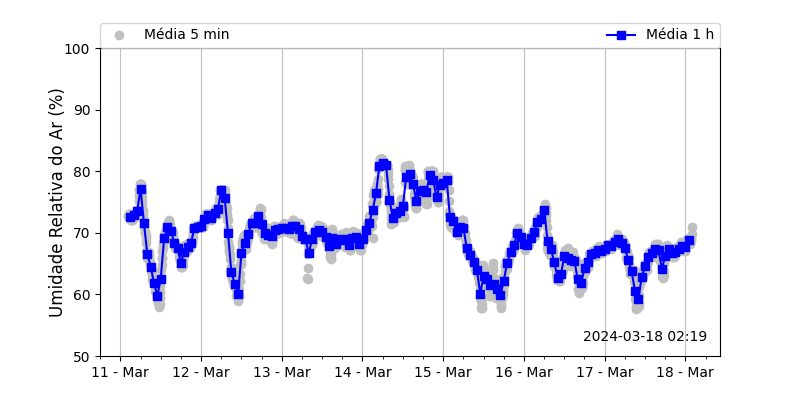 Média 5 min
Média 1 h
Umidade Relativa do Ar (%)
100
90
80
70
60
50
2024-03-18 02:19
11 - Mar
12 - Mar
13 - Mar
14 - Mar
15 - Mar
16 - Mar
17 - Mar
18 - Mar